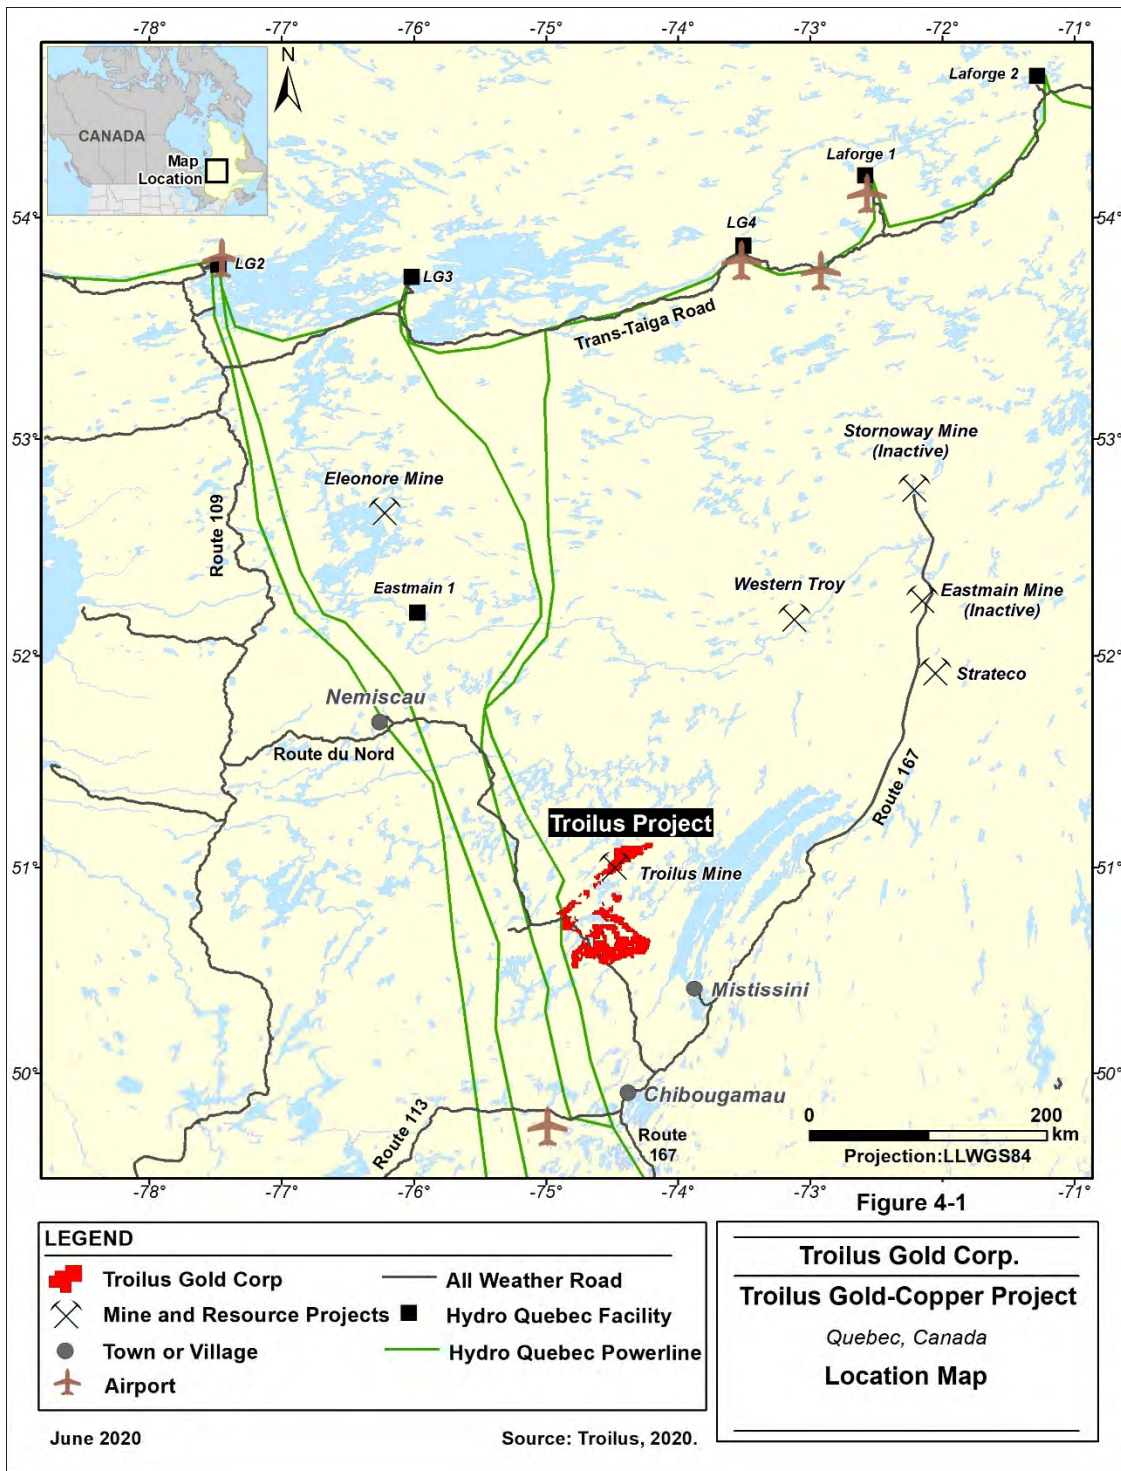 -78°
-77°
-76°
-75°
-74°
-73°
-72°
-71°
N
CANADA
Map
Location
Laforge 2
Laforge 1
54°
54°
LG4
LG2
LG3
Trans-Taiga Road
53°
53°
Stornoway Mine
(Inactive)
Eleonore Mine
Route 109
Western Troy
Eastmain Mine
(Inactive)
Eastmain 1
52°
52°
Strateco
Nemiscau
Route du Nord
Route 167
Troilus Project
51°
51°
Troilus Mine
Mistissini
50°
50°
Chibougamau
Route 113
Route
167
0
200
km
Projection:LLWGS84
-78°
-77°
-76°
-75°
-74°
-73°
-72°
-71°
Figure 4-1
LEGEND
Troilus Gold Corp
All Weather Road
Mine and Resource Projects
Hydro Quebec Facility
Town or Village
Hydro Quebec Powerline
Airport
Troilus Gold Corp.
Troilus Gold-Copper Project
Quebec, Canada
Location Map
June 2020
Source: Troilus, 2020.